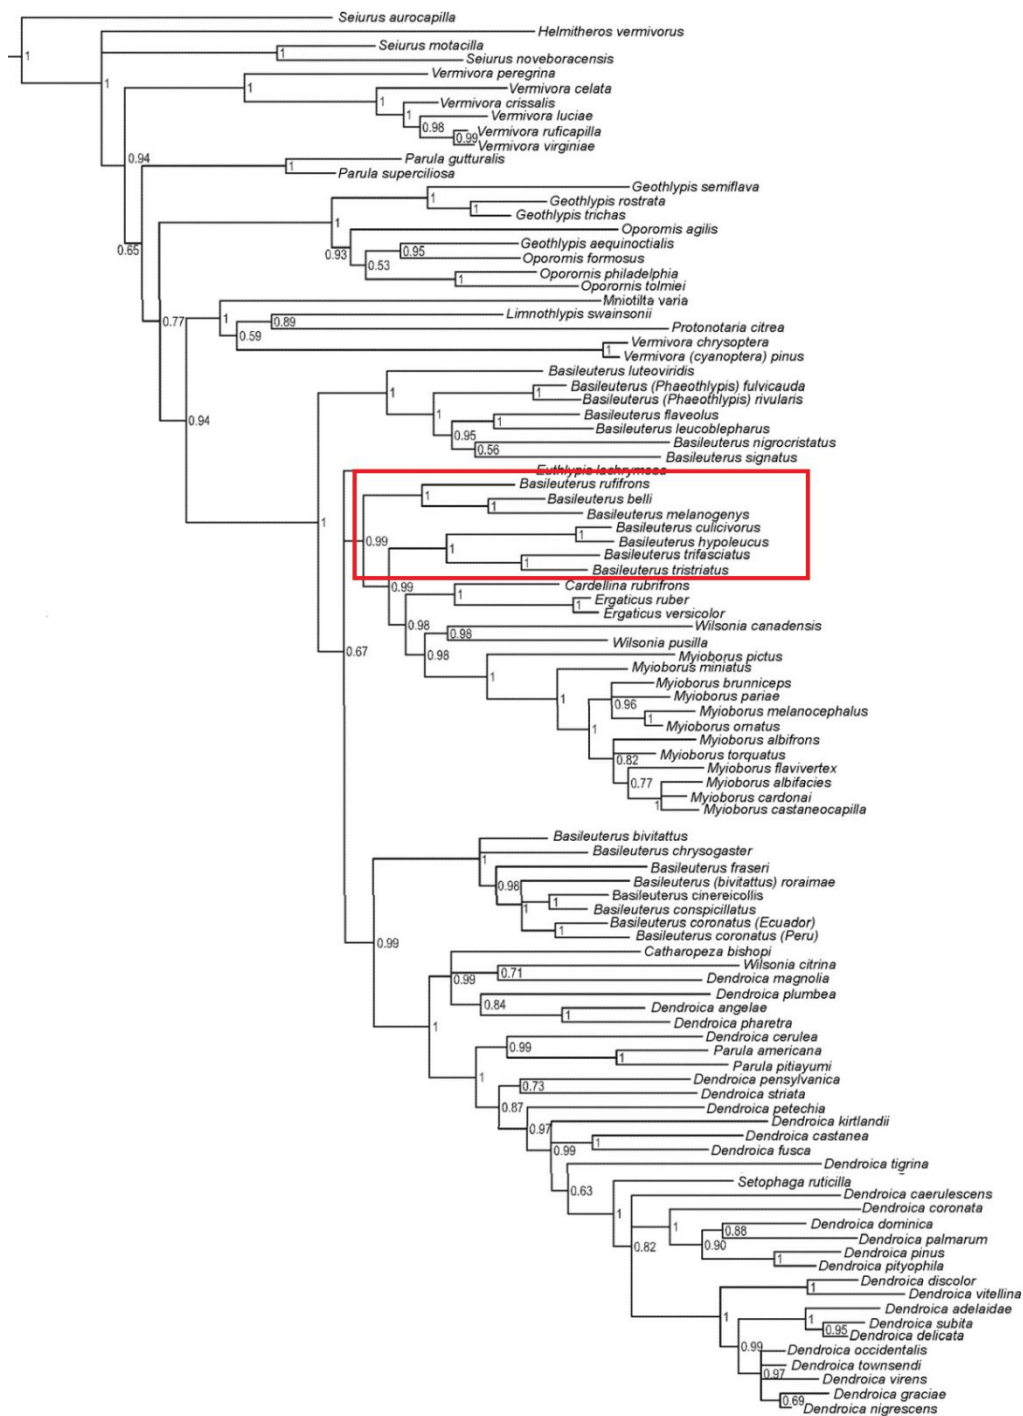 Seiurus aurocapilla
1
Helmitheros vermivorus
1
Seiurus motacilla
1
Seiurus noveboracensis
Vermivora peregrina
1
Vermivora celata
1
Vermivora crissalis
1
Vermivora luciae
0.98
Vermivora ruficapilla
0.99
Vermivora virginiae
0.94
Parula gutturalis
1
Parula superciliosa
Geothlypis semiflava
1
Geothlypis rostrata
1
Geothlypis trichas
1
Oporornis agilis
0.65
0.93
Geothlypis aequinoctialis
0.95
Oporornis formosus
0.53
Oporornis philadelphia
1
Oporornis tolmiei
Mniotilta varia
0.77
1
Limnothlypis swainsonii
0.89
Protonotaria citrea
0.59
Vermivora chrysoptera
1
Vermivora (cyanoptera) pinus
Basileuterus luteoviridis
1
Basileuterus (Phaeothlypis) fulvicauda
1
Basileuterus (Phaeothlypis) rivularis
1
Basileuterus flaveolus
0.94
1
Basileuterus leucoblepharus
0.95
Basileuterus nigrocristatus
0.56
Basileuterus signatus
Euthlypis lachrymosa
Basileuterus rufifrons
1
Basileuterus belli
1
Basileuterus melanogenys
1
Basileuterus culicivorus
1
Basileuterus hypoleucus
0.99
1
Basileuterus trifasciatus
1
Basileuterus tristriatus
0.99
Cardellina rubrifrons
1
Ergaticus ruber
1
Ergaticus versicolor
0.98
Wilsonia canadensis
0.98
Wilsonia pusilla
0.67
0.98
Myioborus pictus
1
Myioborus miniatus
1
Myioborus brunniceps
Myioborus pariae
0.96
Myioborus melanocephalus
1
Myioborus ornatus
1
Myioborus albifrons
Myioborus torquatus
0.82
Myioborus flavivertex
0.77
Myioborus albifacies
Myioborus cardonai
1
Myioborus castaneocapilla
Basileuterus bivitattus
1
Basileuterus chrysogaster
Basileuterus fraseri
0.98
Basileuterus (bivitattus) roraimae
Basileuterus cinereicollis
1
1
Basileuterus conspicillatus
Basileuterus coronatus (Ecuador)
1
Basileuterus coronatus (Peru)
0.99
Catharopeza bishopi
Wilsonia citrina
0.99
0.71
Dendroica magnolia
Dendroica plumbea
0.84
Dendroica angelae
1
Dendroica pharetra
1
Dendroica cerulea
0.99
Parula americana
1
Parula pitiayumi
1
Dendroica pensylvanica
0.73
Dendroica striata
0.87
Dendroica petechia
0.97
Dendroica kirtlandii
Dendroica castanea
1
0.99
Dendroica fusca
Dendroica tigrina
0.63
Setophaga ruticilla
1
Dendroica caerulescens
Dendroica coronata
1
Dendroica dominica
0.88
Dendroica palmarum
0.82
0.90
Dendroica pinus
1
Dendroica pityophila
Dendroica discolor
1
Dendroica vitellina
1
Dendroica adelaidae
1
Dendroica subita
0.95
Dendroica delicata
0.99
Dendroica occidentalis
Dendroica townsendi
0.97
Dendroica virens
Dendroica graciae
0.69
Dendroica nigrescens